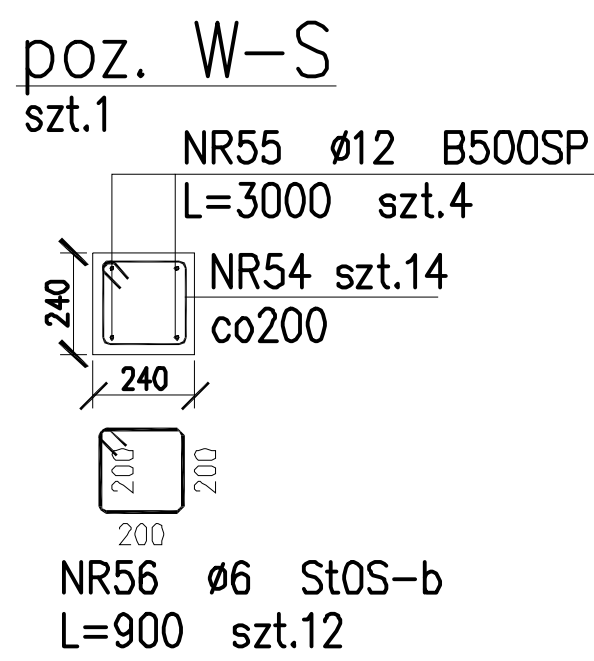 poz. W-S
szt.1
NR55 ø12 B500SP
L=3000 szt.4
NR54 szt.14
co200
240
240
200
200
200
NR56 ø6 StOS-b
L=900 szt.12